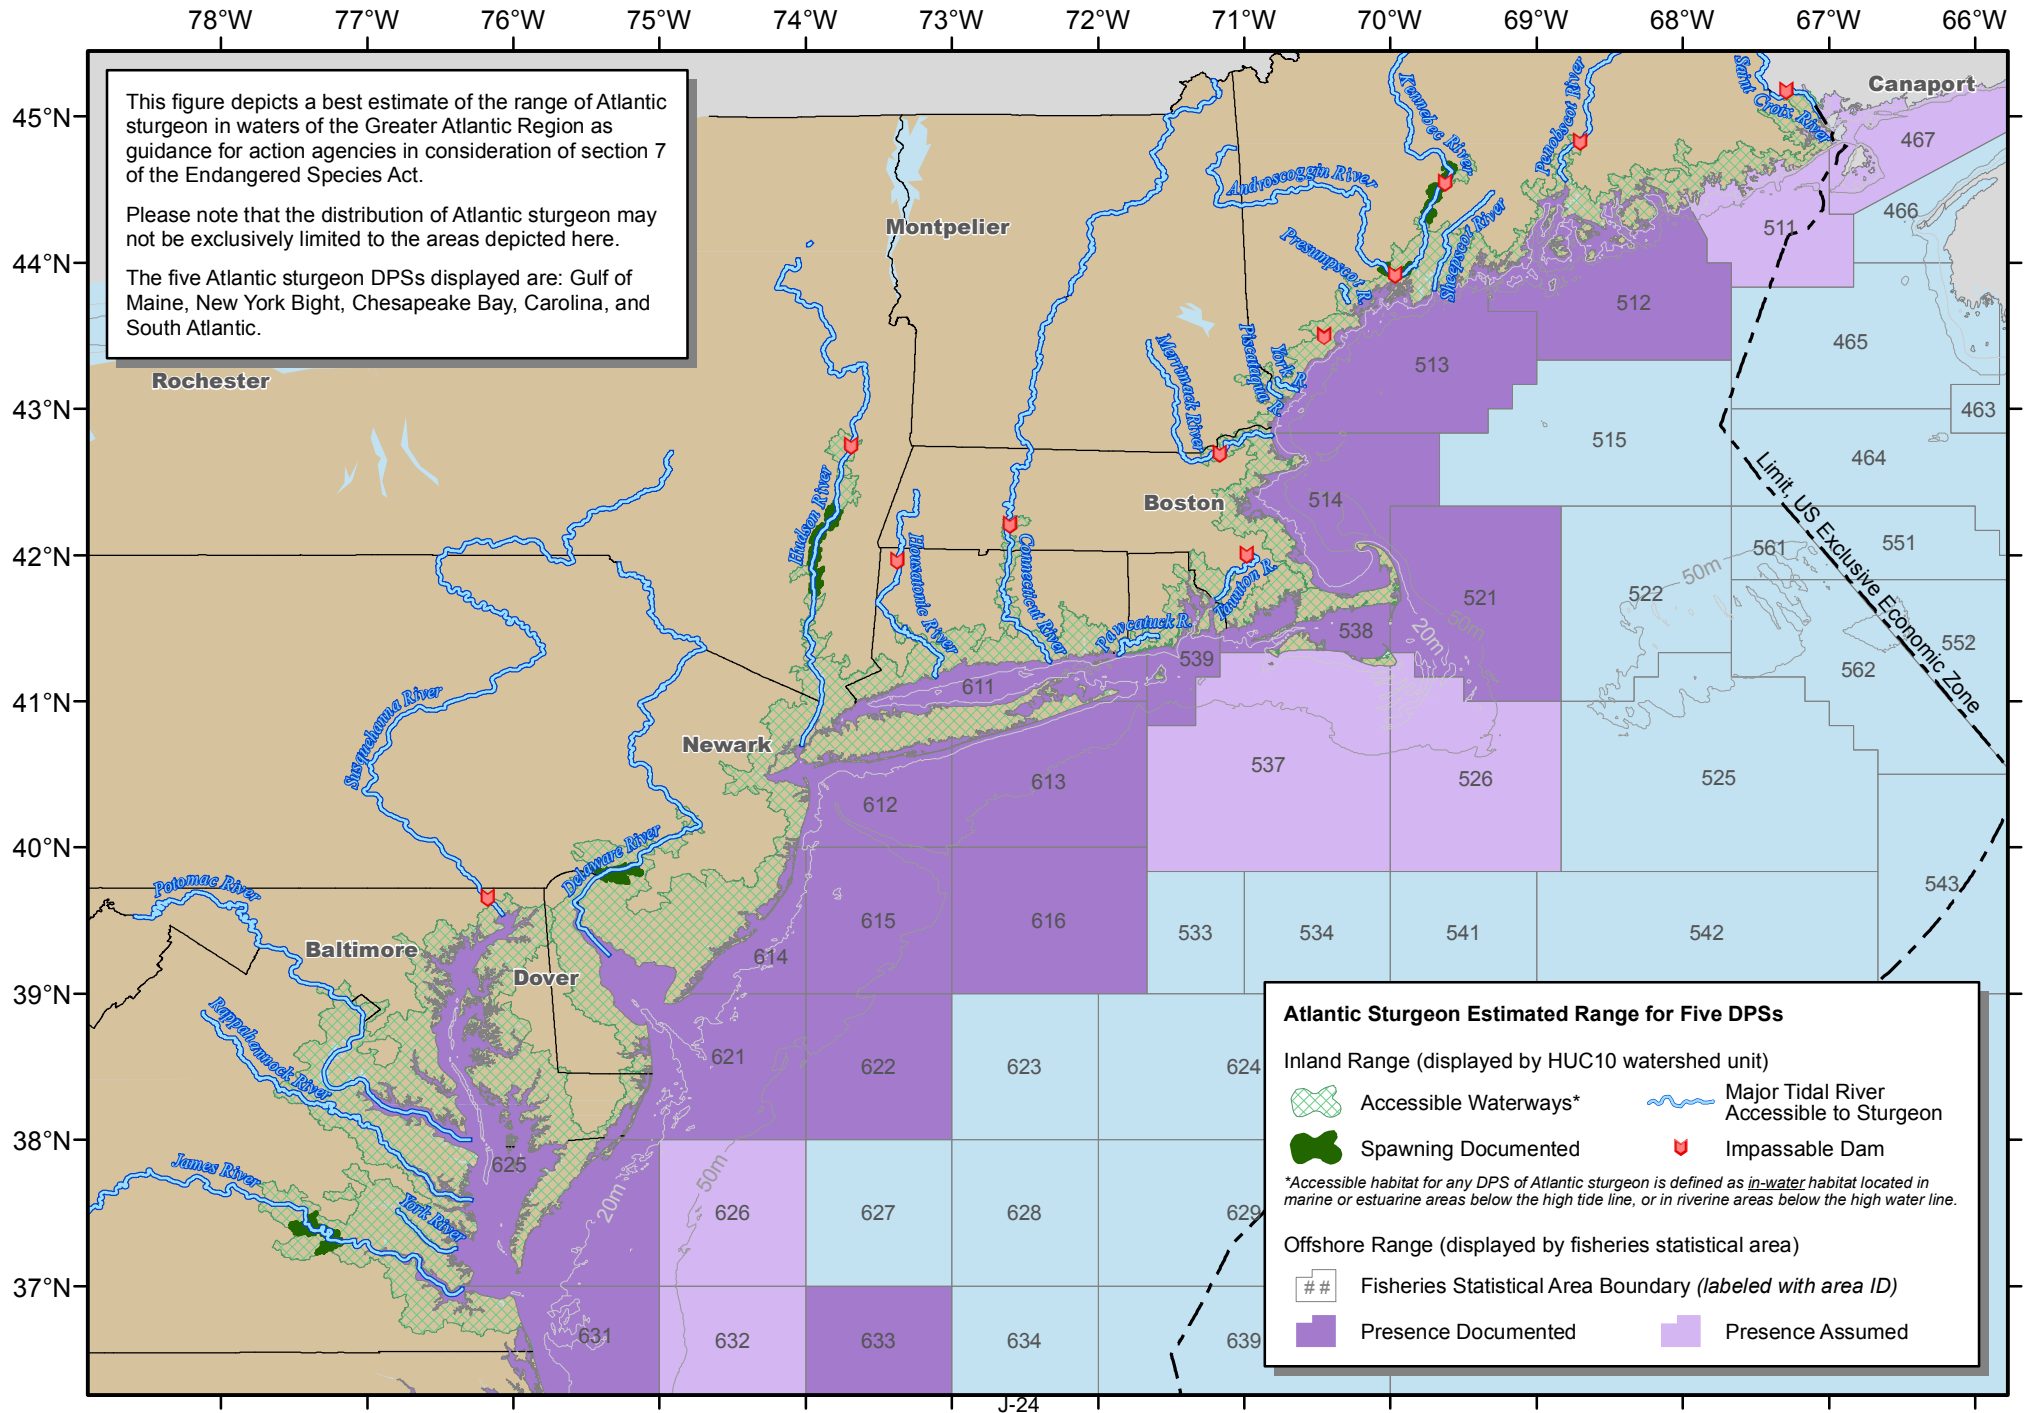 78°W 77°W 76°W 75°W 74°W 73°W 72°W 71°W 70°W 69°W 68°W 67°W 66°W
This figure depicts a best estimate of the range of Atlantic
sturgeon in waters of the Greater Atlantic Region as
guidance for action agencies in consideration of section 7
of the Endangered Species Act.
Please note that the distribution of Atlantic sturgeon may
not be exclusively limited to the areas depicted here.
The five Atlantic sturgeon DPSs displayed are: Gulf of
Maine, New York Bight, Chesapeake Bay, Carolina, and
South Atlantic.
45°N
44°N
43°N
42°N
41°N
40°N
39°N
38°N
37°N
Canaport
Saint Croix River
Penobscot River
Kennebec River
Androscoggin River
Sheepscot River
Presumpscot R.
Montpelier
Rochester
York R.
Piscataqua R.
Merrimack River
Boston
Hudson River
Housatonic River
Connecticut River
Pawcatuck R.
Taunton R.
Susquehanna River
Newark
Delaware River
Potomac River
Baltimore
Dover
Rappahannock River
James River
York River
467
466
511
512
465
513
463
515
464
514
561
551
50m
522
521
50m
20m
538
552
562
539
611
Limit, US Exclusive Economic Zone
537
526
525
613
612
543
615
616
533
534
541
542
614
621
622
623
624
625
20m
50m
626
627
628
629
631
632
633
634
639
Atlantic Sturgeon Estimated Range for Five DPSs
Inland Range (displayed by HUC10 watershed unit)
Accessible Waterways*
Major Tidal River
Accessible to Sturgeon
Spawning Documented
Impassable Dam
*Accessible habitat for any DPS of Atlantic sturgeon is defined as in-water habitat located in
marine or estuarine areas below the high tide line, or in riverine areas below the high water line.
Offshore Range (displayed by fisheries statistical area)
##
Fisheries Statistical Area Boundary (labeled with area ID)
Presence Documented
Presence Assumed
J-24